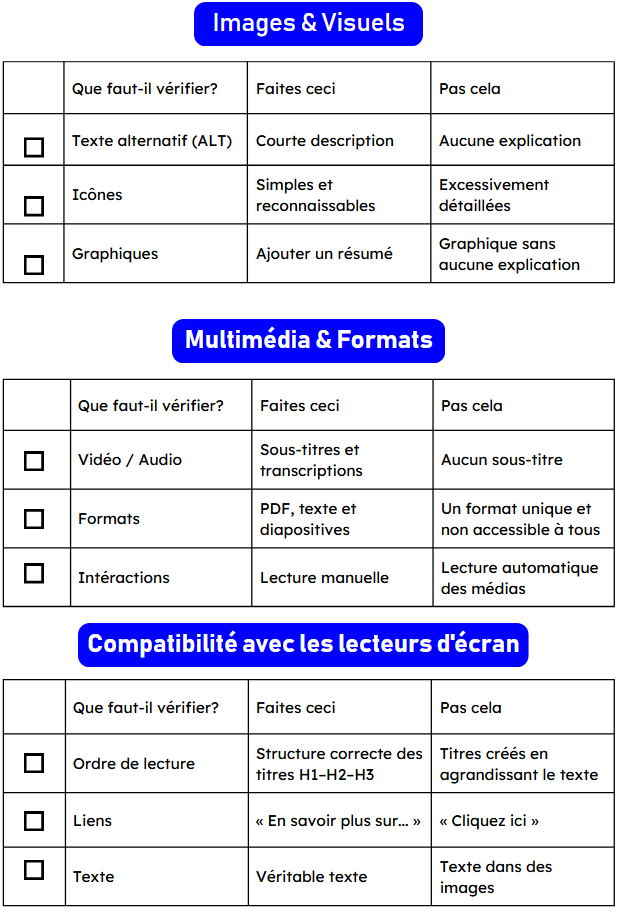 Images & Visuels
Que faut-il vérifier? Faites ceci Pas cela
Texte alternatif (ALT) Courte description Aucune explication
Icônes
Simples et
reconnaissables
Excessivement
détaillées
Graphiques
Ajouter un résumé
Graphique sans
aucune explication
Multimédia & Formats
Que faut-il vérifier? Faites ceci Pas cela
Vidéo / Audio
Sous-titres et
transcriptions
Aucun sous-titre
Formats
PDF, texte et
diapositives
Un format unique et
non accessible à tous
Intéractions
Lecture manuelle
Lecture automatique
des médias
Compatibilité avec les lecteurs d'écran
Que faut-il vérifier? Faites ceci Pas cela
Ordre de lecture
Structure correcte des
titres H1–H2–H3
Titres créés en
agrandissant le texte
Liens « En savoir plus sur... » « Cliquez ici »
Texte
Véritable texte
Texte dans des
images